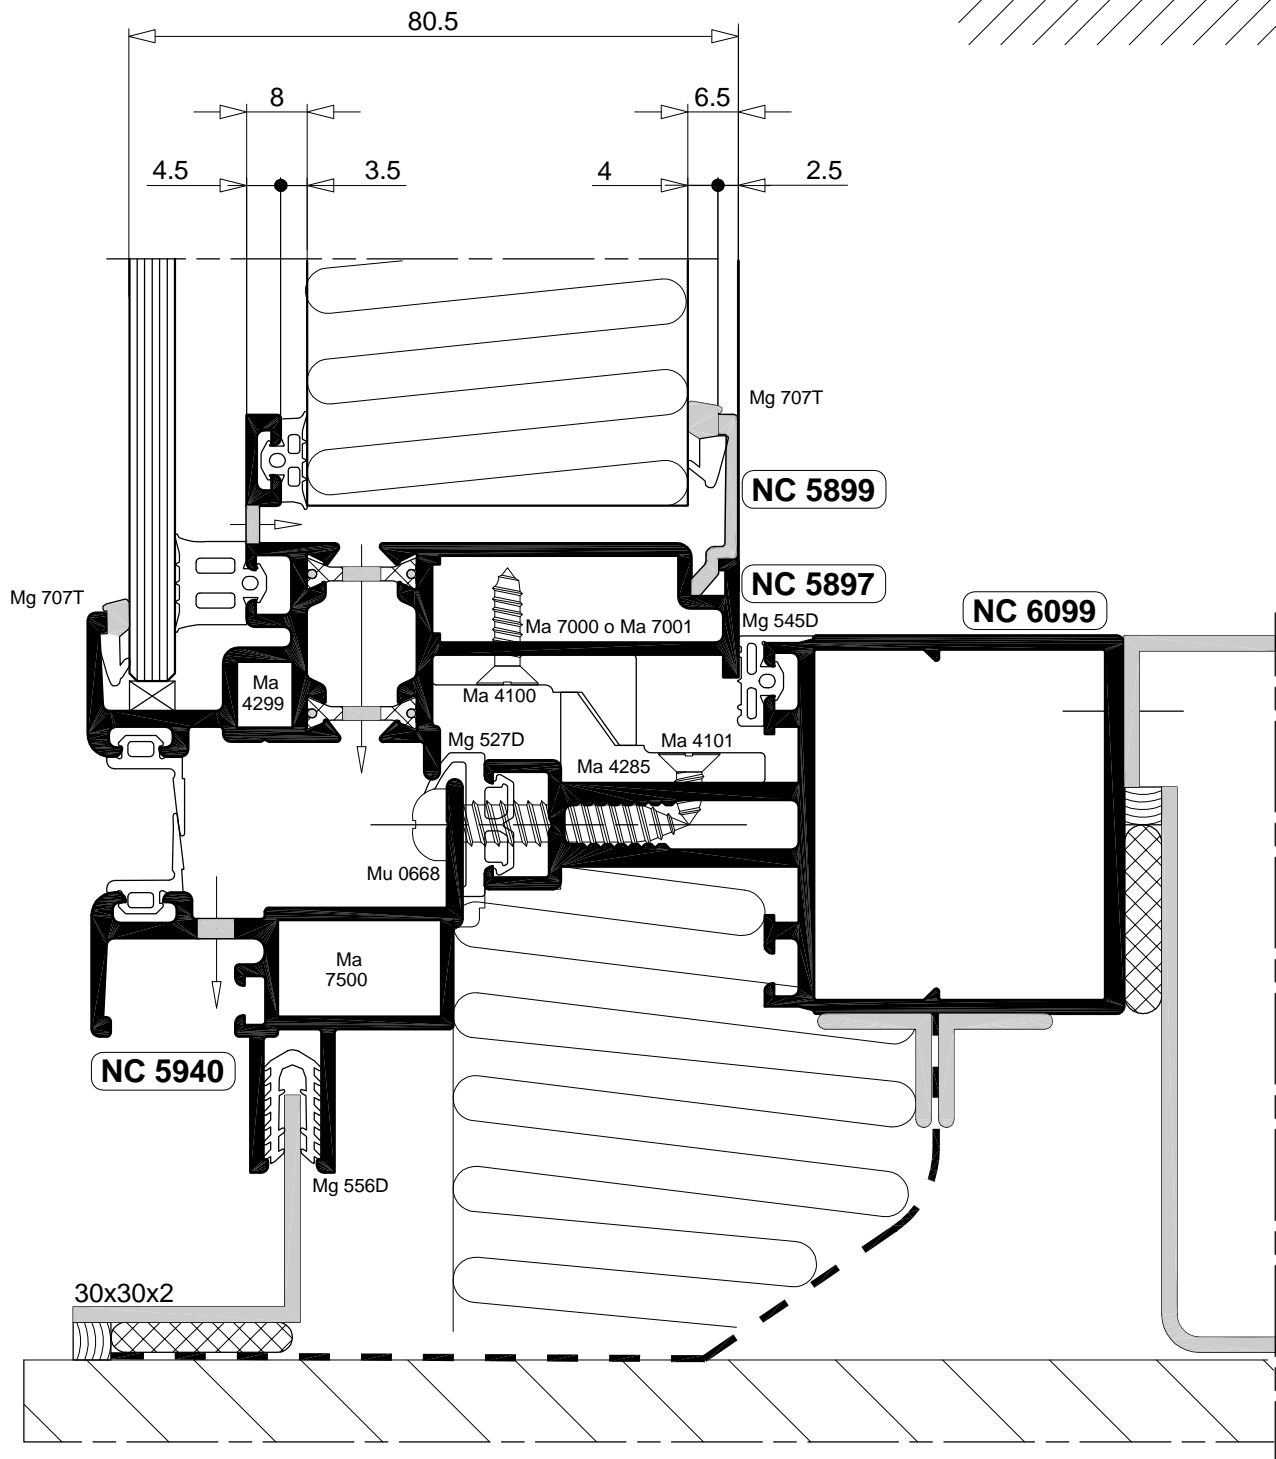 80.5
8
6.5
4.5
3.5
4
2.5
Mg 707T
NC 5899
NC 5897
Mg 707T
NC 6099
Ma 7000 o Ma 7001
Mg 545D
Ma
4299
Ma 4100
Mg 527D
Ma 4101
Ma 4285
Mu 0668
Ma
7500
NC 5940
Mg 556D
30x30x2